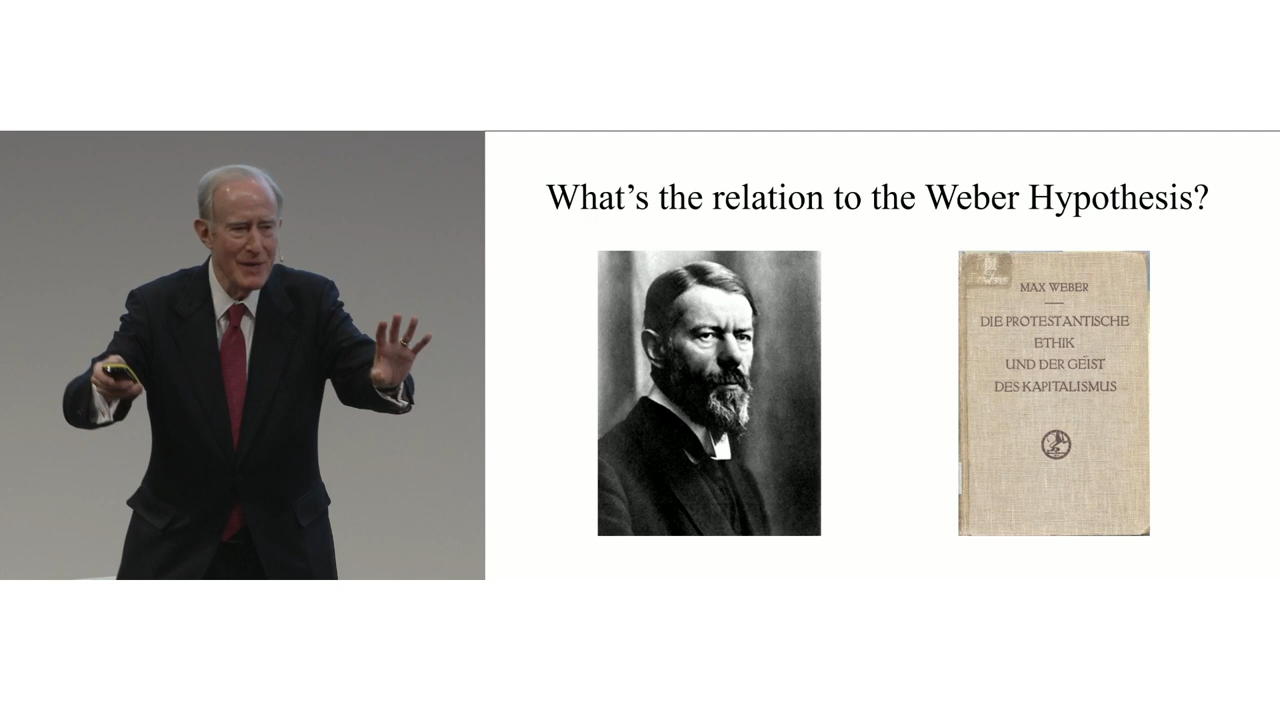 What's the relation to the Weber Hypothesis?
MAX WEBER
DIE PROTESTANTISCHE
ETHIK
UND DER GEIST
DES KAPITALISMUS